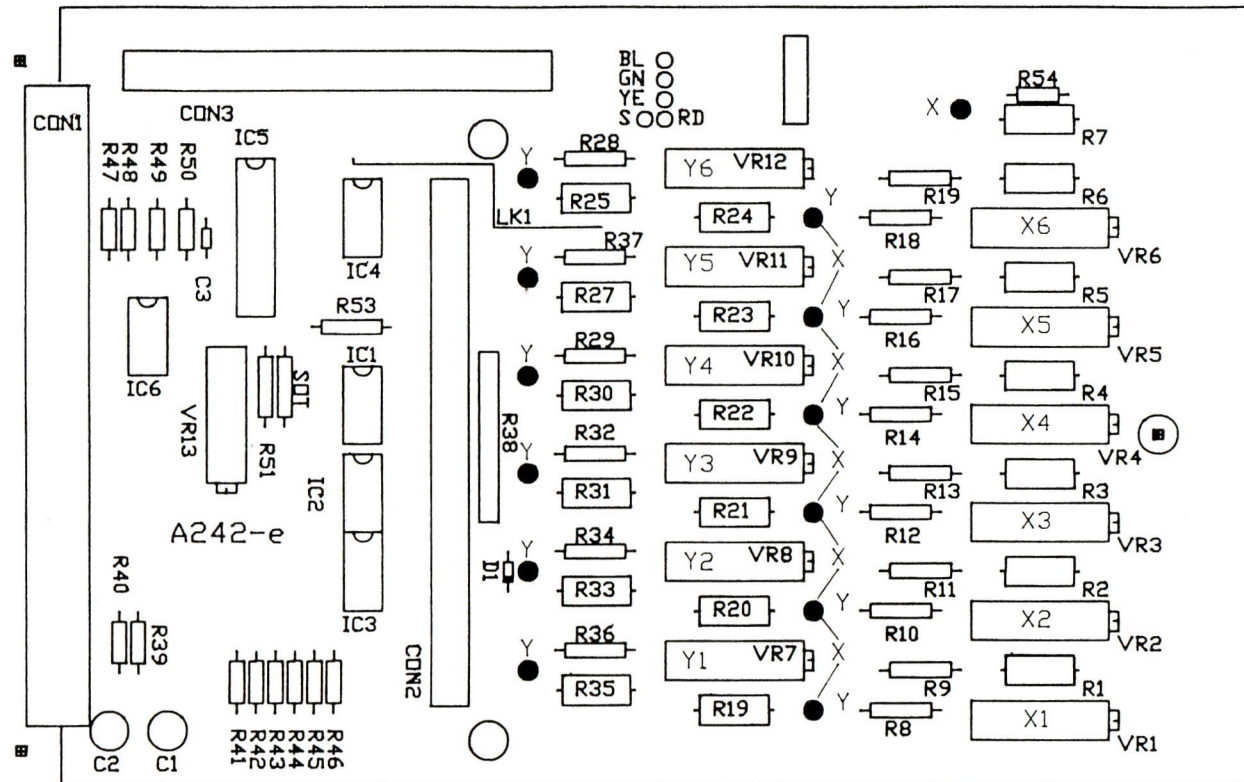 BL
GN
YE
S RD
R54
X
R7
CON1
CON3
IC5
R47
R48
R49
R50
C3
IC4
LK1
R53
IC6
IC1
VR13
SOT
R51
IC2
A242-e
IC3
R40
R39
C2
C1
R41
R42
R43
R44
R45
R46
CON2
R38
D1
Y
R28
R25
Y
R37
R27
Y
R29
R30
Y
R32
R31
Y
R34
R33
Y
R36
R35
Y6 VR12
R24
Y
X
Y5 VR11
R23
Y
X
Y4 VR10
R22
Y
X
Y3 VR9
R21
Y
X
Y2 VR8
R20
Y
X
Y1 VR7
R19
Y
R19
R18
R17
R16
R15
R14
R13
R12
R11
R10
R9
R8
R6
X6
VR6
R5
X5
VR5
R4
X4
VR4
R3
X3
VR3
R2
X2
VR2
R1
X1
VR1